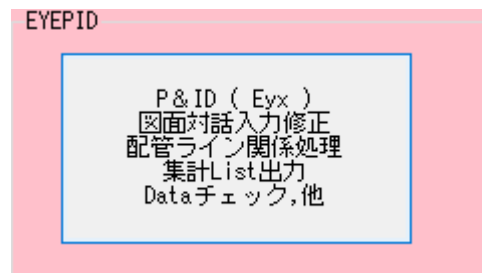 EYEPID
P&ID ( Eyx )
図面対話入力修正
配管ライン関係処理
集計List出力
Dataチェック,他